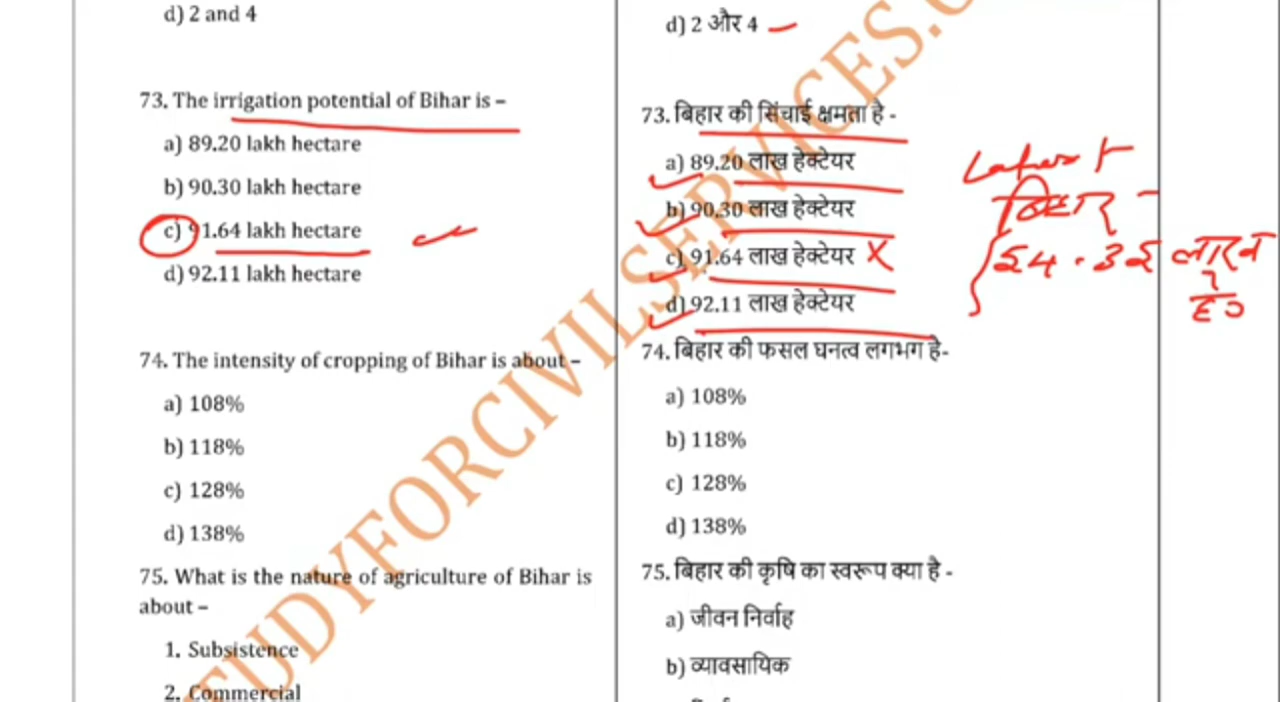 d) 2 and 4
73. The irrigation potential of Bihar is –
a) 89.20 lakh hectare
b) 90.30 lakh hectare
c) 91.64 lakh hectare
d) 92.11 lakh hectare
74. The intensity of cropping of Bihar is about –
a) 108%
b) 118%
c) 128%
d) 138%
75. What is the nature of agriculture of Bihar is
about –
1. Subsistence
2. Commercial
d) 2 और 4
73. बिहार की सिंचाई क्षमता है -
a) 89.20 लाख हेक्टेयर
b) 90.30 लाख हेक्टेयर
c) 91.64 लाख हेक्टेयर X
d) 92.11 लाख हेक्टेयर
74. बिहार की फसल घनत्व लगभग है-
a) 108%
b) 118%
c) 128%
d) 138%
75. बिहार की कृषि का स्वरूप क्या है -
a) जीवन निर्वाह
b) व्यावसायिक
बिहार -
लाख
STUDYFORCIVILSERVICES.C